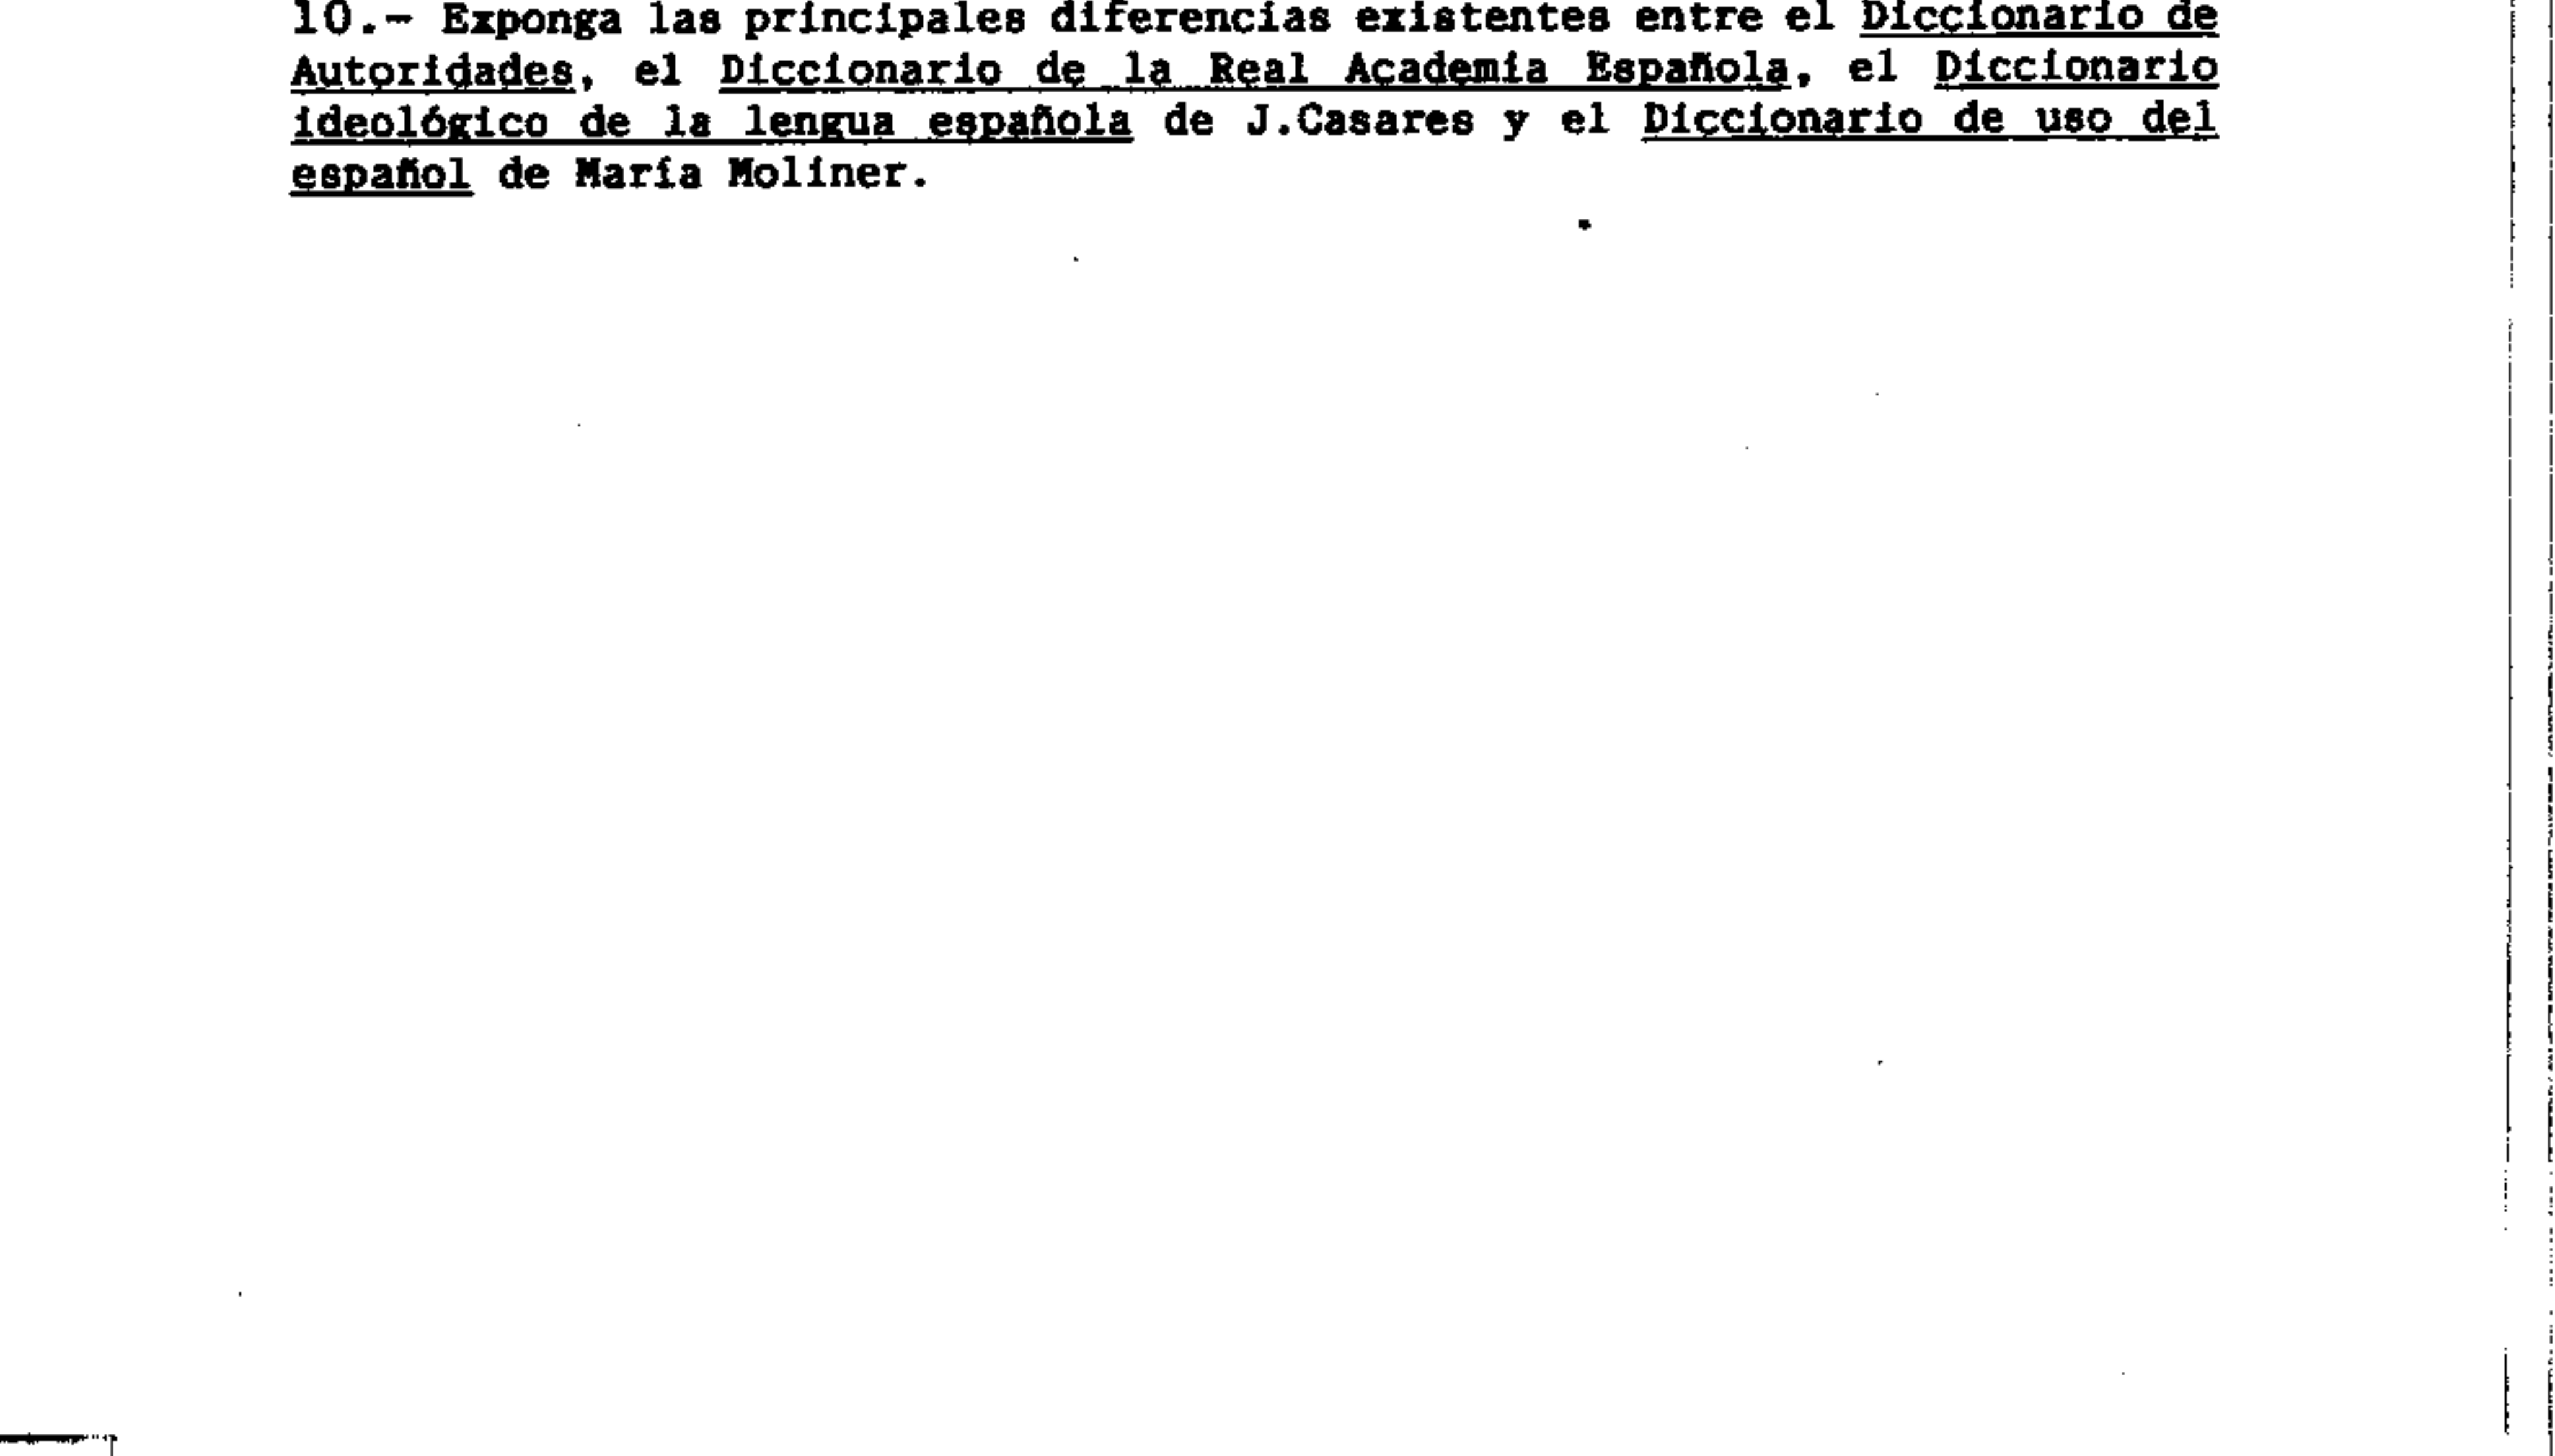 10.- Exponga las principales diferencias existentes entre el Diccionario de
Autoridades, el Diccionario de la Real Academia Española, el Diccionario
ideológico de la lengua española de J.Casares y el Diccionario de uso del
español de María Moliner.